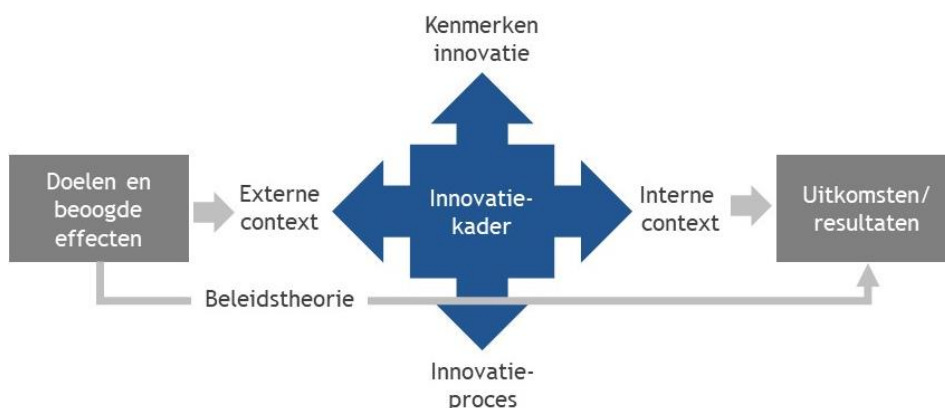 Kenmerken
innovatie
Doelen en
beoogde
effecten
Externe
context
Innovatie-
kader
Interne
context
Uitkomsten/
resultaten
Beleidstheorie
Innovatie-
proces